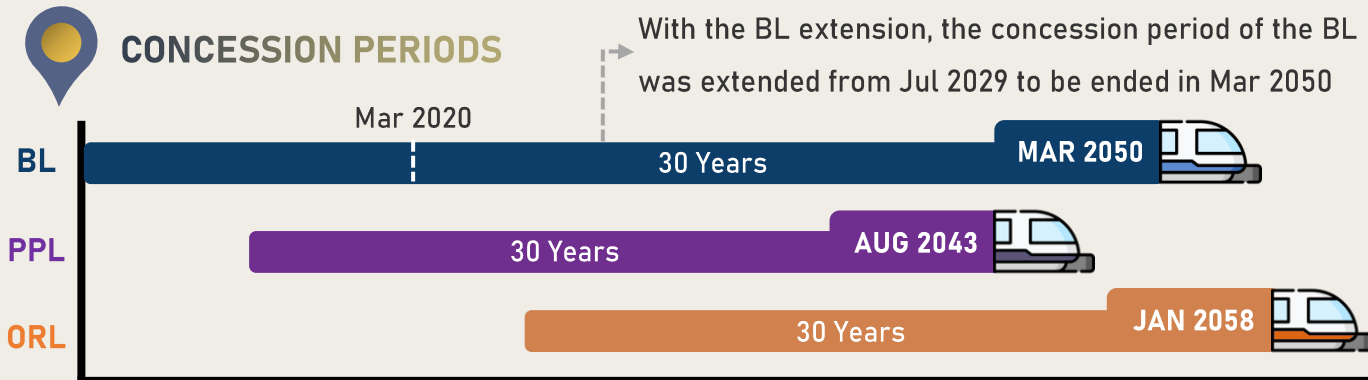 CONCESSION PERIODS
With the BL extension, the concession period of the BL
was extended from Jul 2029 to be ended in Mar 2050
Mar 2020
BL
30 Years
MAR 2050
PPL
30 Years
AUG 2043
ORL
30 Years
JAN 2058